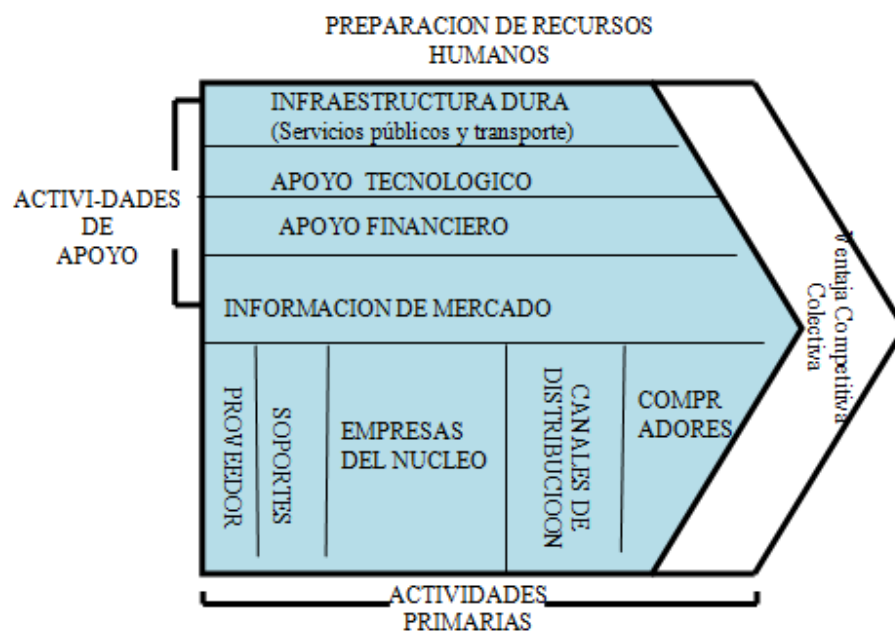 PREPARACION DE RECURSOS
HUMANOS
INFRAESTRUCTURA DURA
(Servicios públicos y transporte)
APOYO TECNOLOGICO
APOYO FINANCIERO
INFORMACION DE MERCADO
ACTIVI-DADES
DE
APOYO
PROVEEDOR
SOPORTES
EMPRESAS
DEL NUCLEO
CANALES DE
DISTRIBUCIOON
COMPR
ADORES
Ventaja Competitiva
Colectiva
ACTIVIDADES
PRIMARIAS